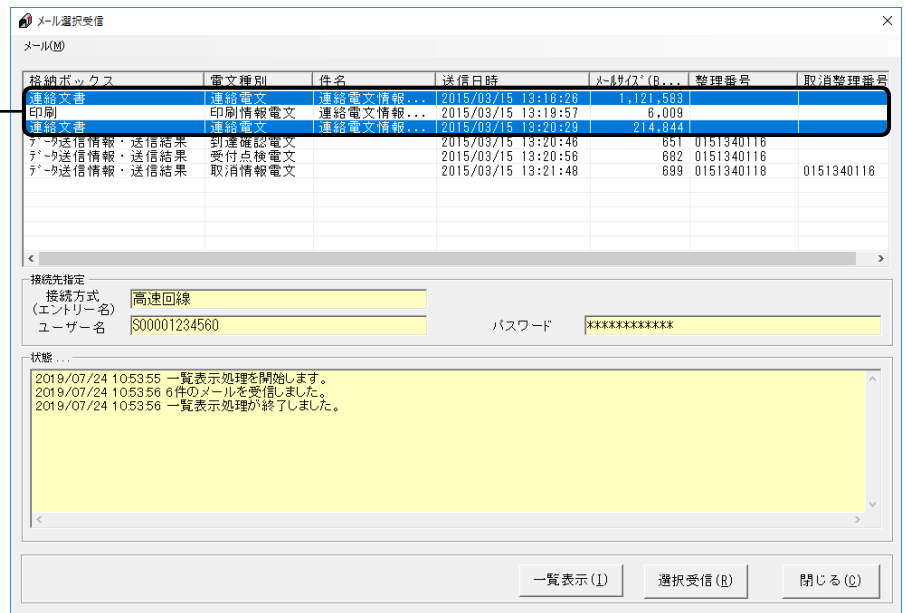 メール選択受信
メール(M)
格納ボックス 電文種別 件名 送信日時 ﾒｰﾙｻｲｽﾞ(B... 整理番号 取消整理番号
連絡文書 連絡電文 連絡電文情報... 2015/03/15 13:16:26 1,121,583
印刷 印刷情報電文 連絡電文情報... 2015/03/15 13:19:57 6,009
連絡文書 連絡電文 連絡電文情報... 2015/03/15 13:20:29 214,844
ﾃﾞｰﾀ送信情報・送信結果 到達確認電文 2015/03/15 13:20:46 651 0151340116
ﾃﾞｰﾀ送信情報・送信結果 受付点検電文 2015/03/15 13:20:56 682 0151340116
ﾃﾞｰﾀ送信情報・送信結果 取消情報電文 2015/03/15 13:21:48 699 0151340118 0151340116
接続先指定
接続方式
(エントリー名) 高速回線
ユーザー名 S00001234560 パスワード ************
状態 ...
2019/07/24 10:53:55 一覧表示処理を開始します。
2019/07/24 10:53:56 6件のメールを受信しました。
2019/07/24 10:53:56 一覧表示処理が終了しました。
一覧表示(I) 選択受信(R) 閉じる(C)